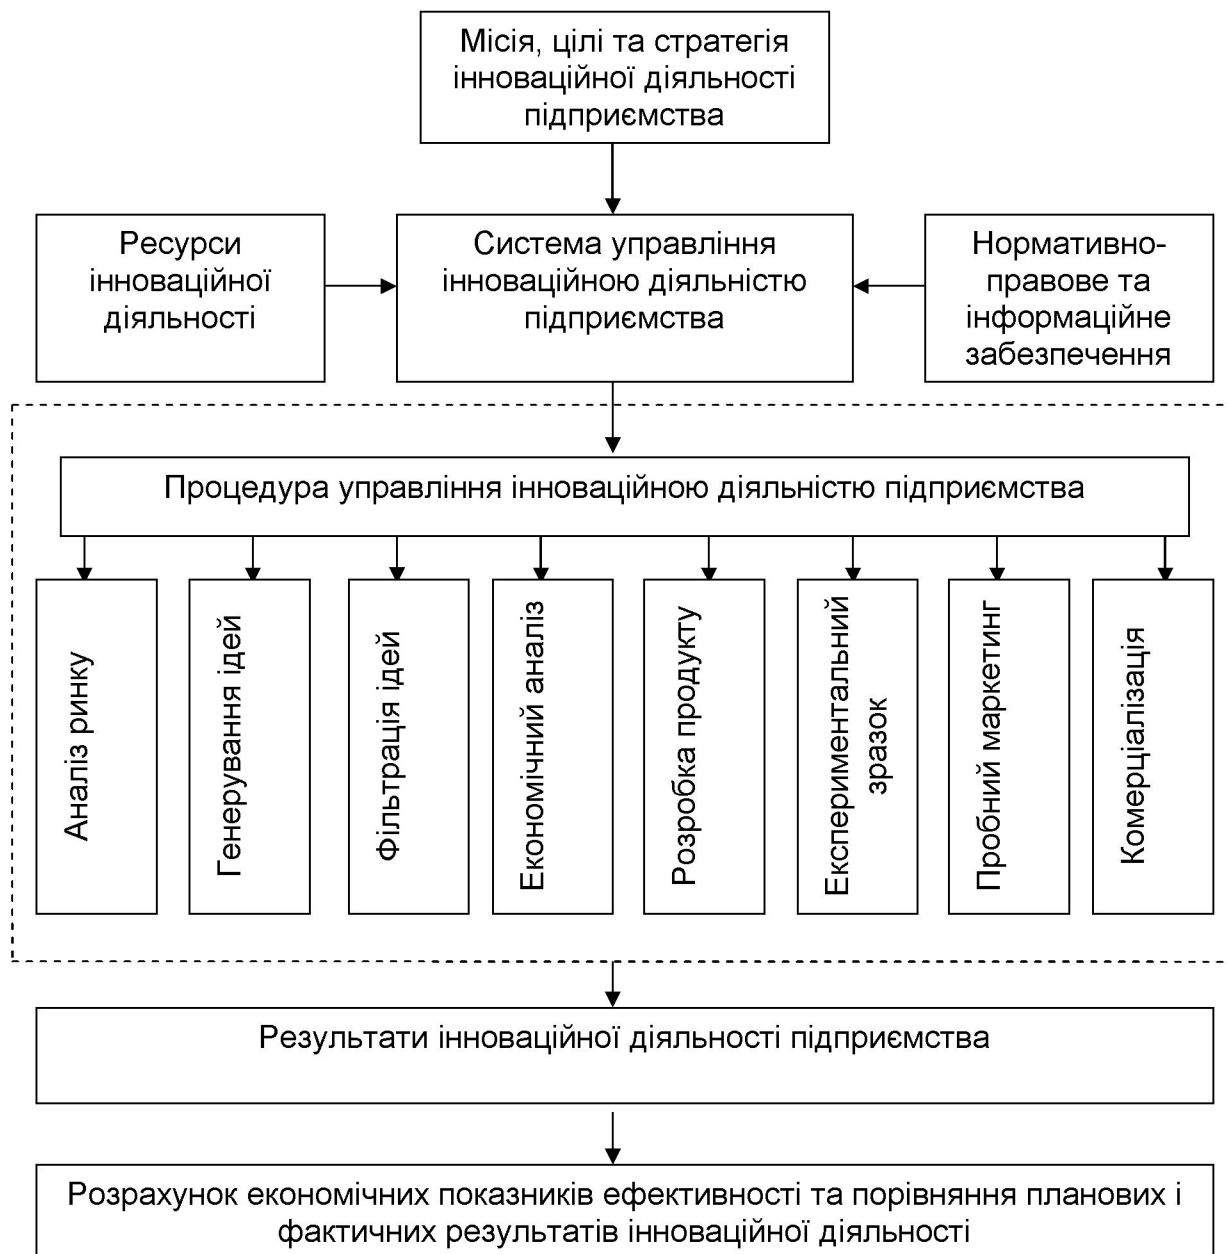 Місія, цілі та стратегія
інноваційної діяльності
підприємства
Ресурси
інноваційної
діяльності
Система управління
інноваційною діяльністю
підприємства
Нормативно-
правове та
інформаційне
забезпечення
Процедура управління інноваційною діяльністю підприємства
Аналіз ринку
Генерування ідей
Фільтрація ідей
Економічний аналіз
Розробка продукту
Експериментальний
зразок
Пробний маркетинг
Комерціалізація
Результати інноваційної діяльності підприємства
Розрахунок економічних показників ефективності та порівняння планових і
фактичних результатів інноваційної діяльності